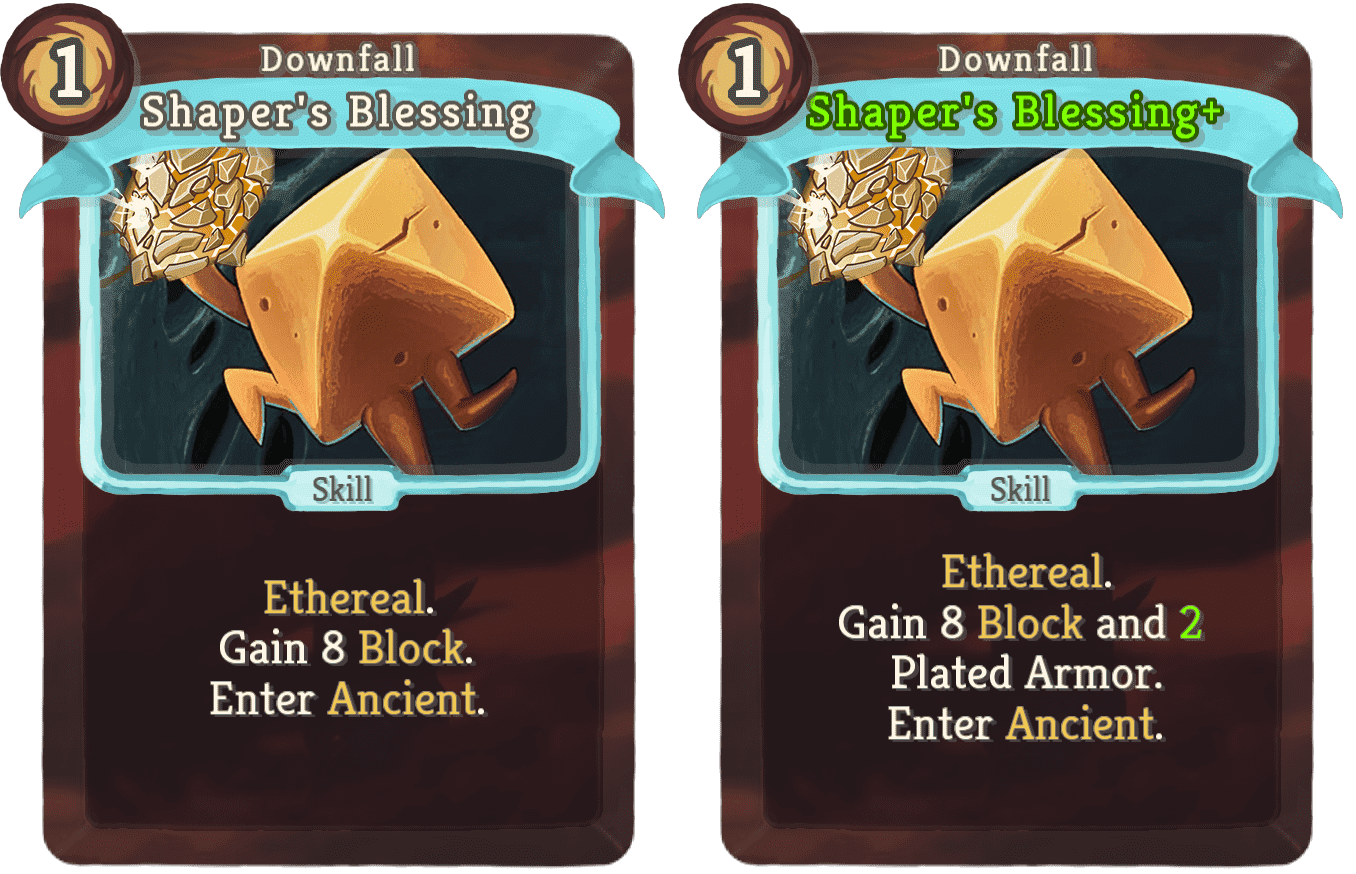 1
Downfall
Shaper's Blessing
Skill
Ethereal.
Gain 8 Block.
Enter Ancient.
1
Downfall
Shaper's Blessing+
Skill
Ethereal.
Gain 8 Block and 2
Plated Armor.
Enter Ancient.